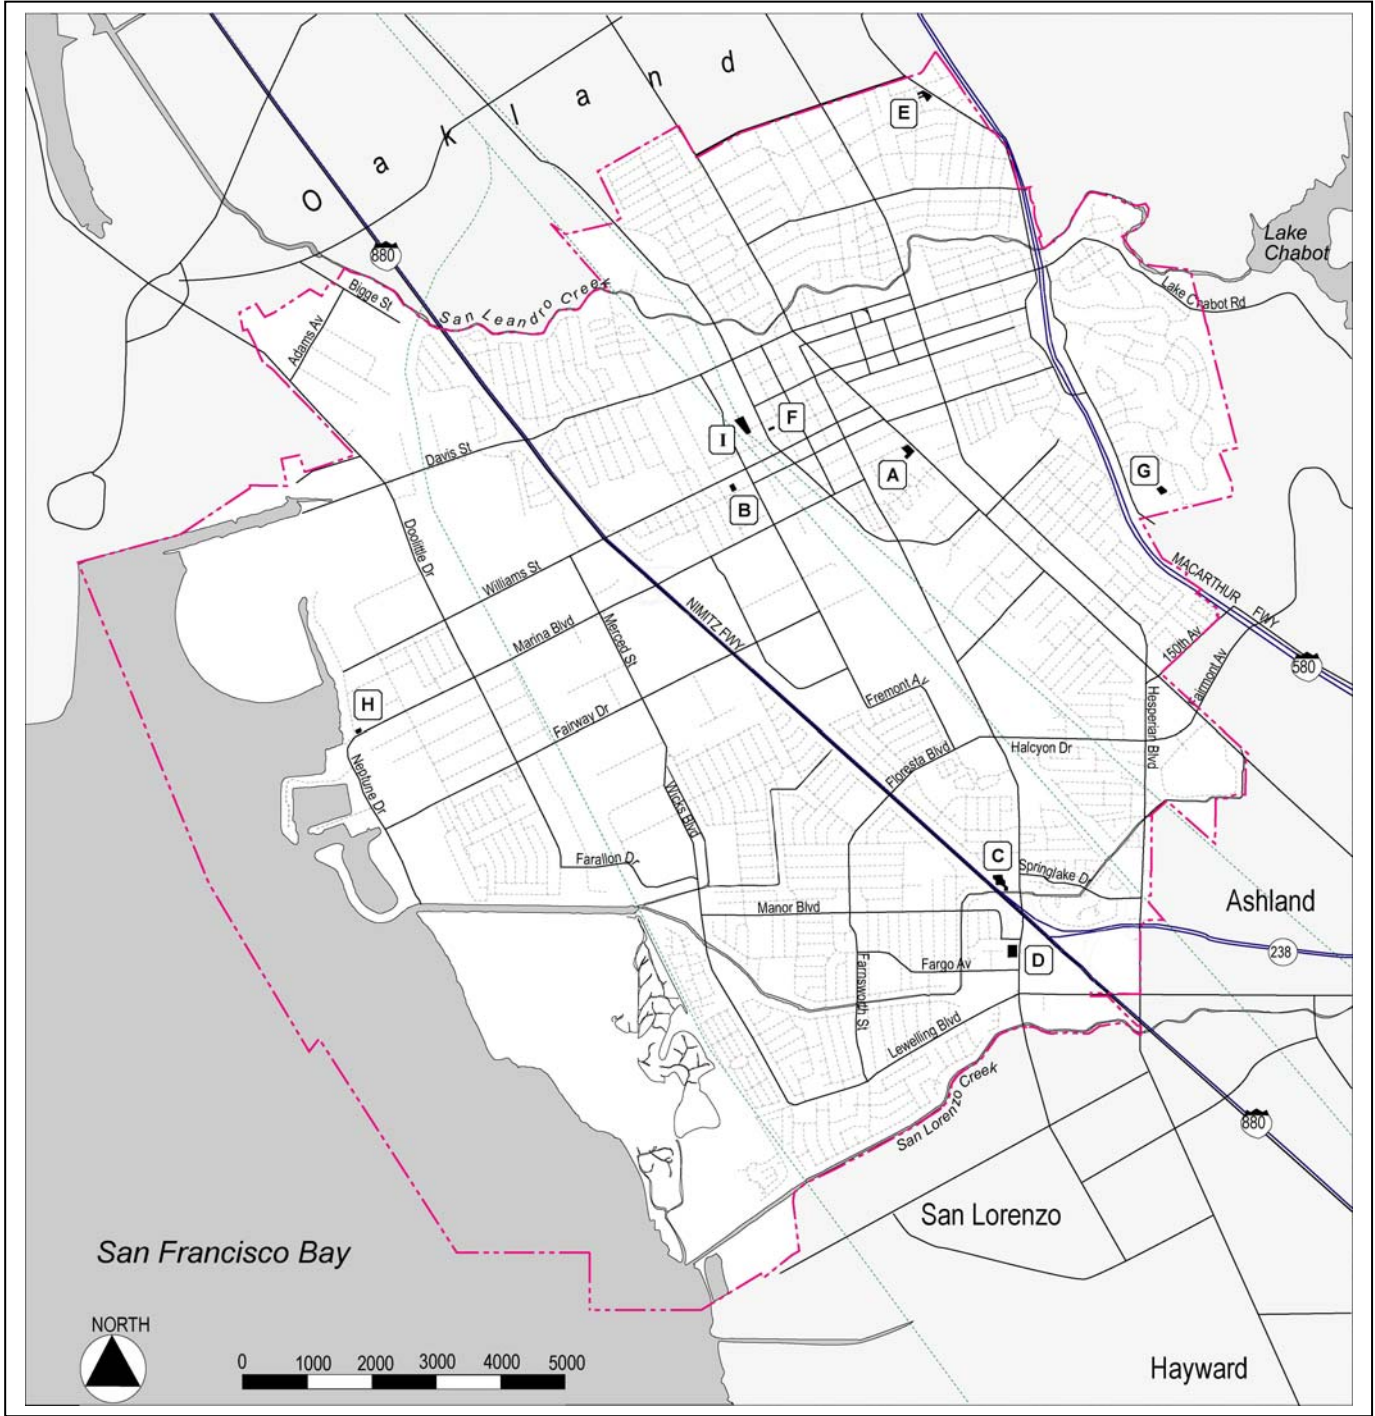 O a k l a n d
E
Lake
Chabot
880
Lake Chabot Rd
Bigge St
San Leandro Creek
Adams Av
F
I
Davis St
A
G
B
Doolittle Dr
Williams St
MACARTHUR FWY
NIMITZ FWY
Marina Blvd
Merced St
150th Av
580
Fairmont Av
H
Fremont A
Hesperian Blvd
Fairway Dr
Halcyon Dr
Floresta Blvd
Neptune Dr
Wicks Blvd
C
Farallon Dr
Springlake Dr
Ashland
Manor Blvd
238
D
Fargo Av
Farnsworth St
Lewelling Blvd
San Lorenzo Creek
880
San Lorenzo
San Francisco Bay
NORTH
0 1000 2000 3000 4000 5000
Hayward